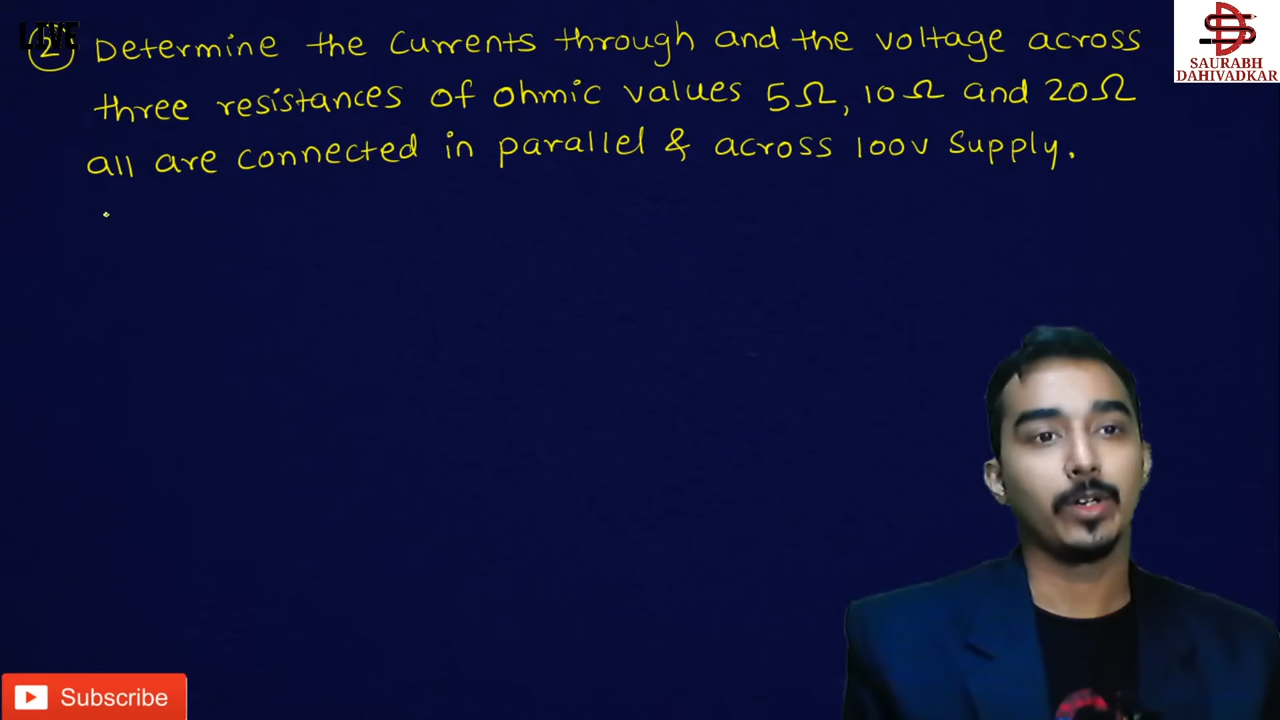 LIVE
② Determine the currents through and the voltage across
three resistances of ohmic values 5Ω, 10Ω and 20Ω
all are connected in parallel & across 100V supply.
SAURABH
DAHIVADKAR
Subscribe